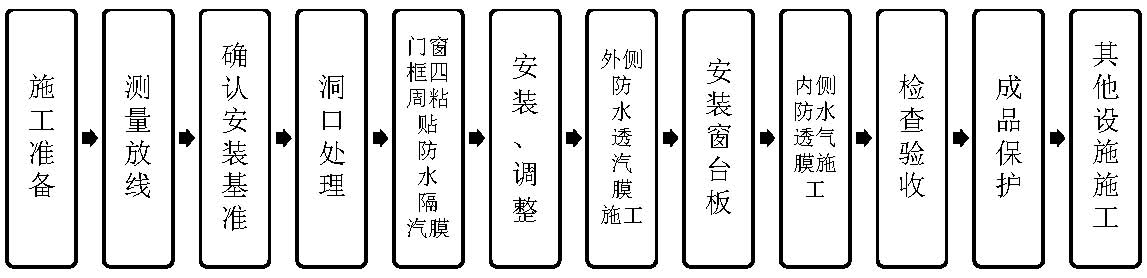 施工准备
测量放线
确认安装基准
洞口处理
门窗框四周粘贴防水隔汽膜
安装、调整
外侧防水透汽膜施工
安装窗台板
内侧防水透气膜施工
检查验收
成品保护
其他设施施工